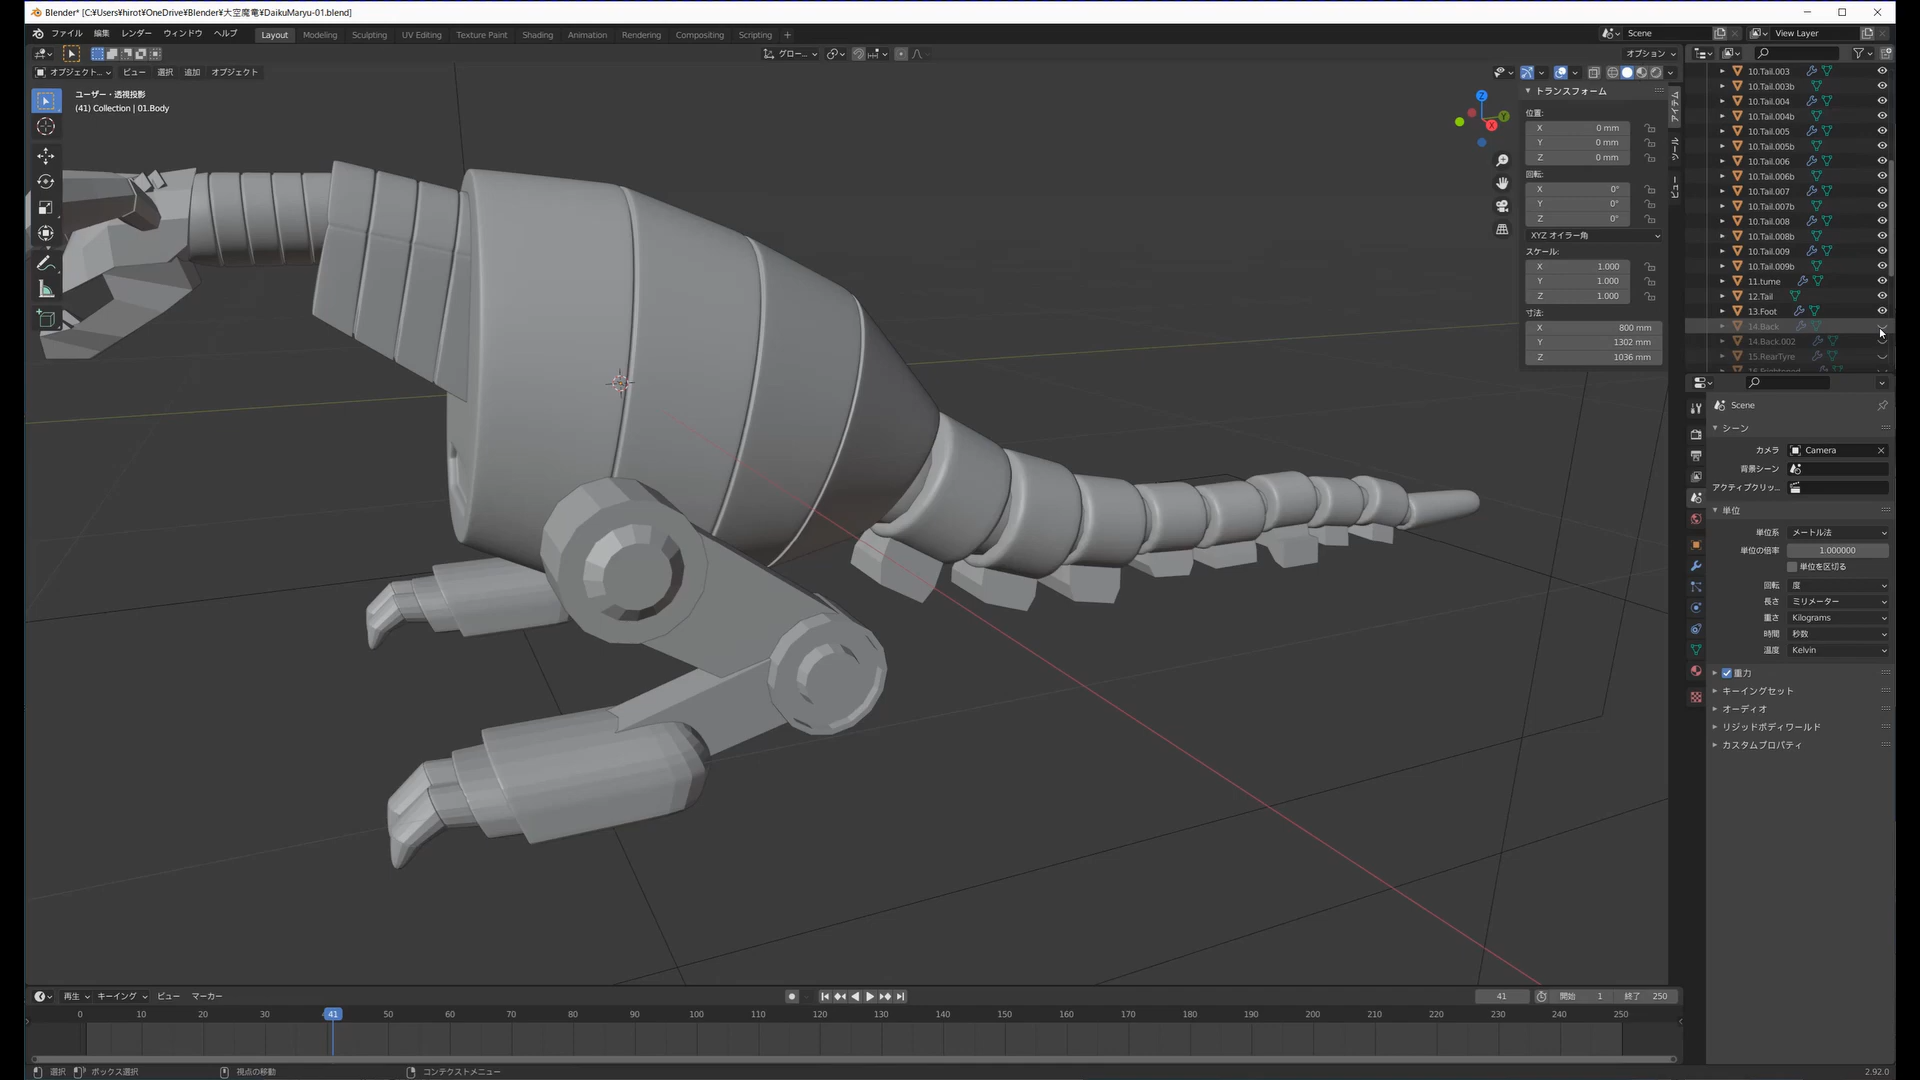 Blender* [C:¥Users¥hirot¥OneDrive¥Blender¥大空魔竜¥DaikuMaryu-01.blend]
ファイル 編集 レンダー ウィンドウ ヘルプ Layout Modeling Sculpting UV Editing Texture Paint Shading Animation Rendering Compositing Scripting + Scene View Layer
グロー... オプション
オブジェクト... ビュー 選択 追加 オブジェクト
ユーザー・透視投影
(41) Collection | 01.Body
Z
Y
X
トランスフォーム
位置:
X 0 mm
Y 0 mm
Z 0 mm
回転:
X 0°
Y 0°
Z 0°
XYZ オイラー角
スケール:
X 1.000
Y 1.000
Z 1.000
寸法:
X 800 mm
Y 1302 mm
Z 1036 mm
アイテム
ツール
ビュー
10.Tail.003
10.Tail.003b
10.Tail.004
10.Tail.004b
10.Tail.005
10.Tail.005b
10.Tail.006
10.Tail.006b
10.Tail.007
10.Tail.007b
10.Tail.008
10.Tail.008b
10.Tail.009
10.Tail.009b
11.tume
12.Tail
13.Foot
14.Back
14.Back.002
15.RearTyre
Scene
シーン
カメラ Camera
背景シーン
アクティブクリッ...
単位
単位系 メートル法
単位の倍率 1.000000
単位を区切る
回転 度
長さ ミリメーター
重さ Kilograms
時間 秒数
温度 Kelvin
重力
キーイングセット
オーディオ
リジッドボディワールド
カスタムプロパティ
再生 キーイング ビュー マーカー 41 開始 1 終了 250
0 10 20 30 41 50 60 70 80 90 100 110 120 130 140 150 160 170 180 190 200 210 220 230 240 250
選択 ボックス選択 視点の移動 コンテクストメニュー 2.92.0